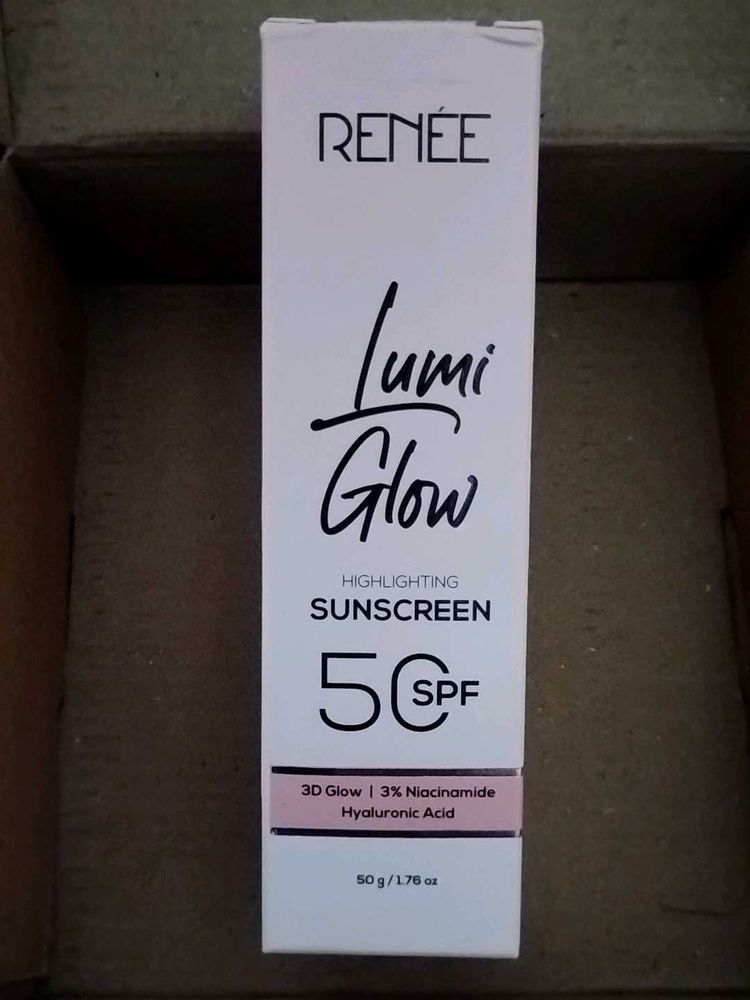 RENÉE
Lumi
Glow
HIGHLIGHTING
SUNSCREEN
50 SPF
3D Glow | 3% Niacinamide
Hyaluronic Acid
50 g / 1.76 oz